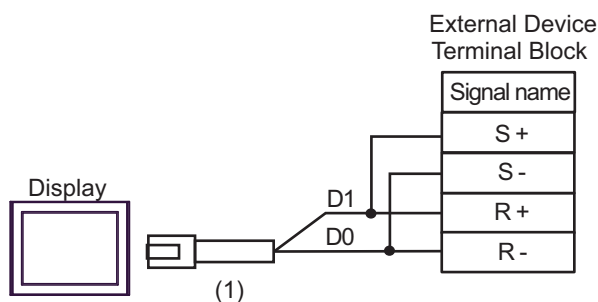 External Device
Terminal Block
Signal name
S +
S -
R +
R -
Display
D1
D0
(1)